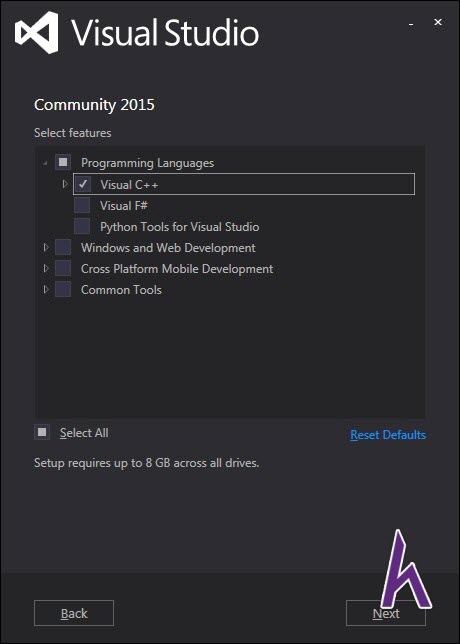 Visual Studio
Community 2015
Select features
Programming Languages
Visual C++
Visual F#
Python Tools for Visual Studio
Windows and Web Development
Cross Platform Mobile Development
Common Tools
Select All
Reset Defaults
Setup requires up to 8 GB across all drives.
Back
Next